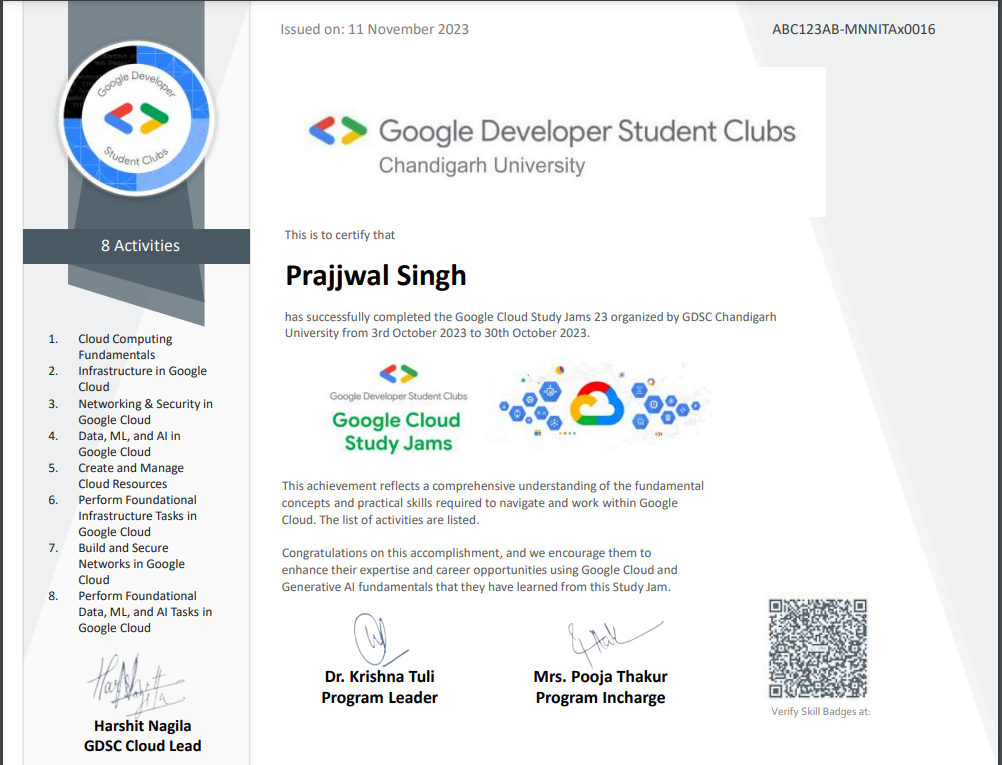 Issued on: 11 November 2023
ABC123AB-MNNITAx0016
Google Developer
Student Clubs
Google Developer Student Clubs
Chandigarh University
8 Activities
1. Cloud Computing
Fundamentals
2. Infrastructure in Google
Cloud
3. Networking & Security in
Google Cloud
4. Data, ML, and AI in
Google Cloud
5. Create and Manage
Cloud Resources
6. Perform Foundational
Infrastructure Tasks in
Google Cloud
7. Build and Secure
Networks in Google
Cloud
8. Perform Foundational
Data, ML, and AI Tasks in
Google Cloud
Harshit Nagila
GDSC Cloud Lead
This is to certify that
Prajjwal Singh
has successfully completed the Google Cloud Study Jams 23 organized by GDSC Chandigarh
University from 3rd October 2023 to 30th October 2023.
Google Developer Student Clubs
Google Cloud
Study Jams
This achievement reflects a comprehensive understanding of the fundamental
concepts and practical skills required to navigate and work within Google
Cloud. The list of activities are listed.
Congratulations on this accomplishment, and we encourage them to
enhance their expertise and career opportunities using Google Cloud and
Generative AI fundamentals that they have learned from this Study Jam.
Dr. Krishna Tuli
Program Leader
Mrs. Pooja Thakur
Program Incharge
Verify Skill Badges at: